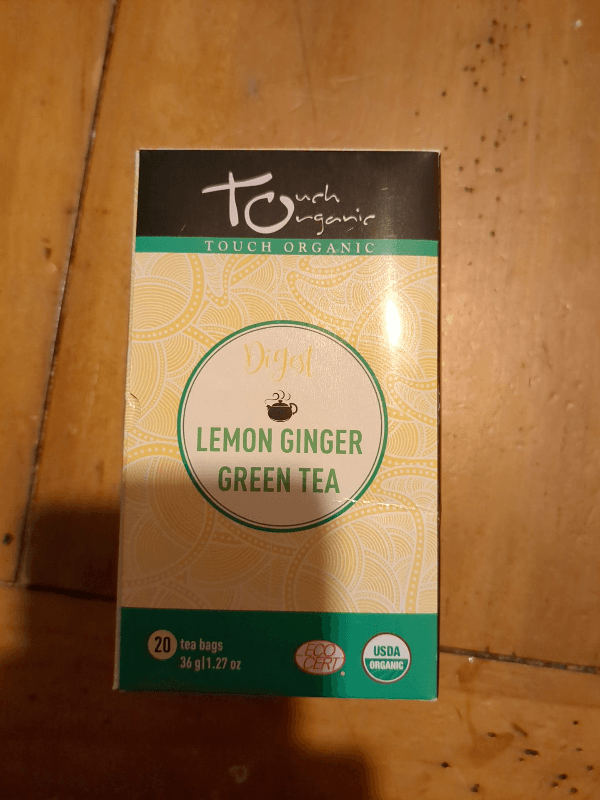 Touch
Organic
TOUCH ORGANIC
Digest
LEMON GINGER
GREEN TEA
20 tea bags
36 g|1.27 oz
ECO
CERT
USDA
ORGANIC